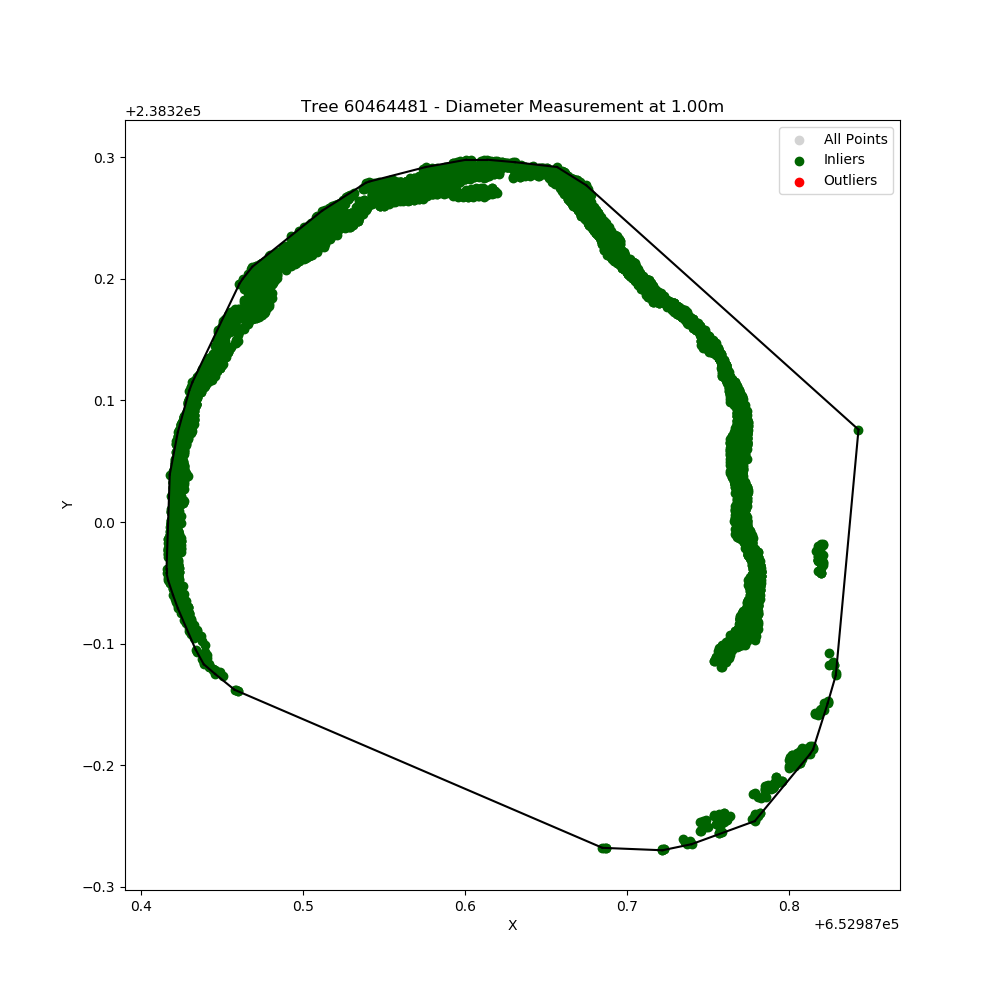 Tree 60464481 - Diameter Measurement at 1.00m
+2.3832e5
All Points
Inliers
Outliers
0.3
0.2
0.1
0.0
−0.1
−0.2
−0.3
Y
0.4
0.5
0.6
0.7
0.8
X
+6.52987e5